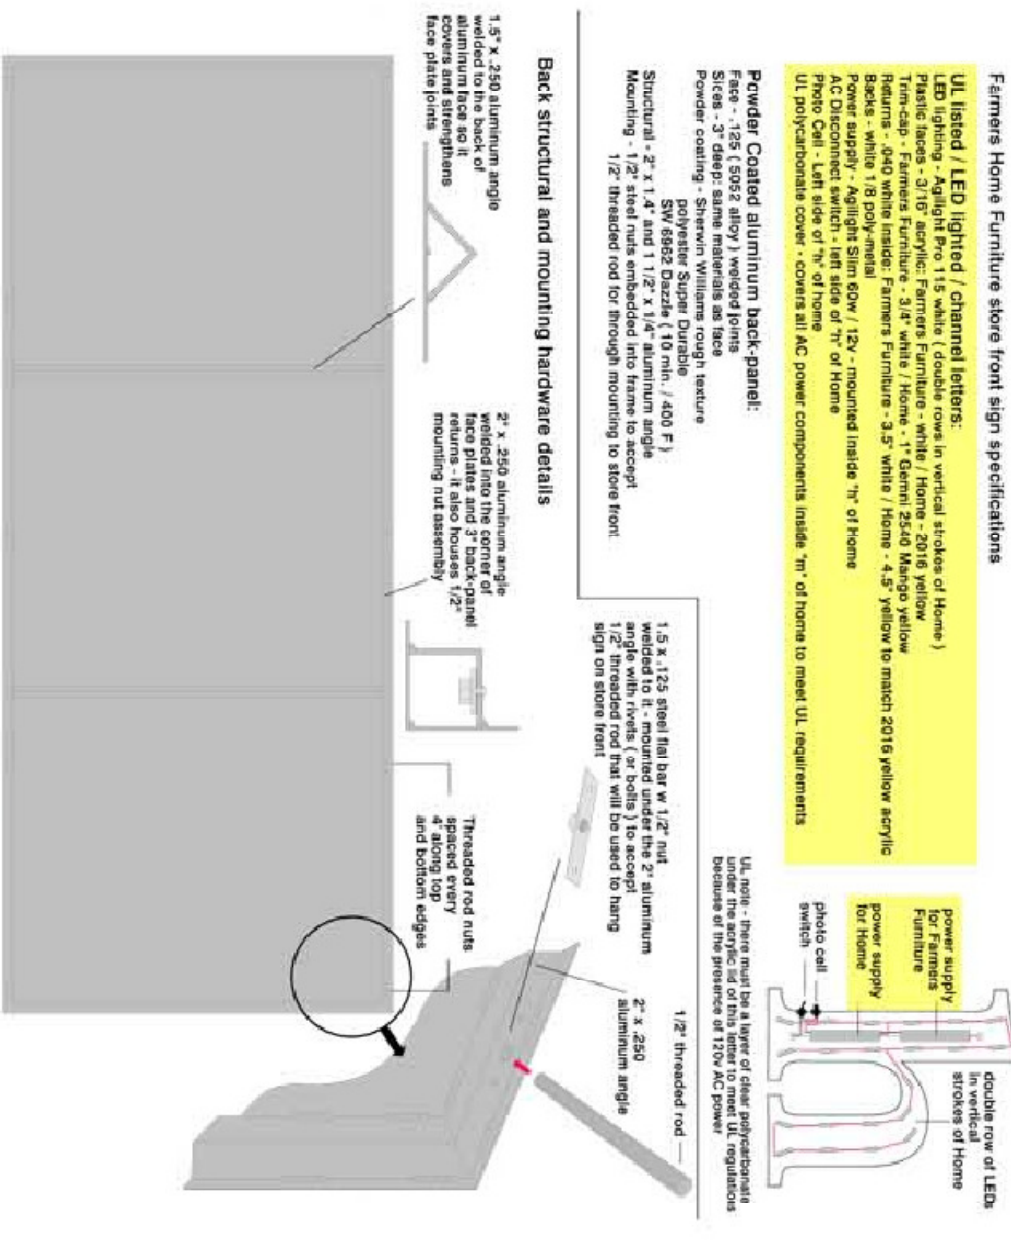 Farmers Home Furniture store front sign specifications
UL listed / LED lighted / channel letters:
LED lighting - Agilight Pro 115 white ( double rows in vertical strokes of Home )
Plastic faces - 3/16" acrylic: Farmers Furniture - white / Home - 2016 yellow
Trim-cap - Farmers Furniture - 3/4" white / Home - 1" Gemini 2540 Mango yellow
Returns - .040 white inside: Farmers Furniture - 3.5" white / Home - 4.5" yellow to match 2016 yellow acrylic
Backs - white 1/8 poly-metal
Power supply - Agilight Slim 60w / 12v - mounted inside "h" of Home
AC Disconnect switch - left side of "h" of Home
Photo Cell - Left side of "h" of home
UL polycarbonate cover - covers all AC power components inside "m" of home to meet UL requirements
power supply
for Farmers
Furniture
power supply
for Home
photo cell
switch
double row of LEDs
in vertical
strokes of Home
UL note - there must be a layer of clear polycarbonate
under the acrylic lid of this letter to meet UL regulations
because of the presence of 120v AC power
Powder Coated aluminum back-panel:
Face - .125 ( 5052 alloy ) welded joints
Sices - 3" deep: same materials as face
Powder coating - Sherwin Williams rough texture
polyester Super Durable
SW 6962 Dazzle ( 10 min. / 400 F )
Structural = 2" x 1.4" and 1 1/2" x 1/4" aluminum angle
Mounting - 1/2" steel nuts embedded into frame to accept
1/2" threaded rod for through mounting to store front
Back structural and mounting hardware details
1.5" x .250 aluminum angle
welded to the back of
aluminum face so it
covers and strengthens
face plate joints
2" x .250 aluminum angle
welded into the corner of
face plates and 3" back-panel
returns - it also houses 1/2"
mounting nut assembly
1.5 x .125 steel flat bar w 1/2" nut
welded to it - mounted under the 2" aluminum
angle with rivets ( or bolts ) to accept
1/2" threaded rod that will be used to hang
sign on store front
Threaded rod nuts
spaced every
4" along top
and bottom edges
1/2" threaded rod
2" x .250
aluminum angle